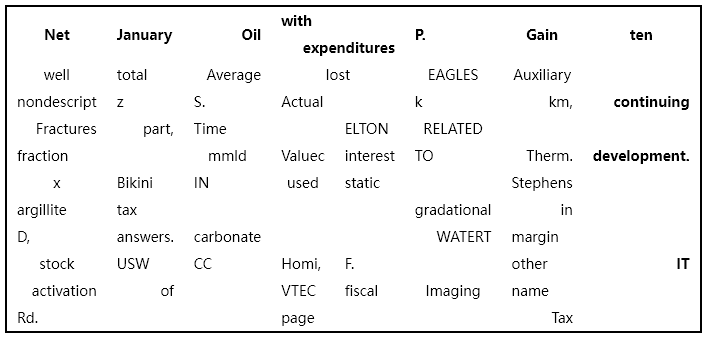 Net January Oil with expenditures P. Gain ten
well total Average lost EAGLES Auxiliary
nondescript z S. Actual k km, continuing
Fractures part, Time ELTON RELATED
fraction mmld Valuec interest TO Therm. development.
x Bikini IN used static Stephens
argillite tax gradational in
D, answers. carbonate WATERT margin
stock USW CC Homi, F. other IT
activation of VTEC fiscal Imaging name
Rd. page Tax